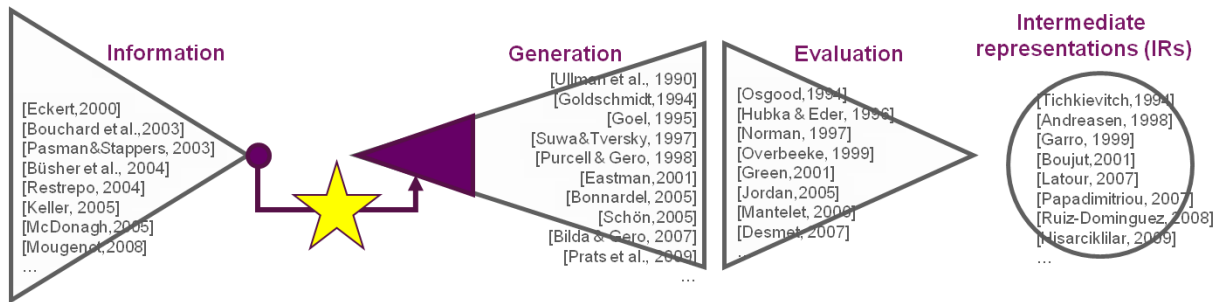 Information
[Eckert,2000]
[Bouchard et al.,2003]
[Pasman&Stappers, 2003]
[Büsher et al., 2004]
[Restrepo, 2004]
[Keller, 2005]
[McDonagh,2005]
[Mougenot,2008]
…
Generation
[Ullman et al., 1990]
[Goldschmidt,1994]
[Goel, 1995]
[Suwa&Tversky, 1997]
[Purcell & Gero, 1998]
[Eastman,2001]
[Bonnardel, 2005]
[Schön,2005]
[Bilda & Gero, 2007]
[Prats et al., 2009]
…
Evaluation
[Osgood,1994]
[Hubka & Eder, 1996]
[Norman, 1997]
[Overbeeke, 1999]
[Green,2001]
[Jordan,2005]
[Mantelet, 2006]
[Desmet, 2007]
…
Intermediate
representations (IRs)
[Tichkievitch,1994]
[Andreasen, 1998]
[Garro, 1999]
[Boujut,2001]
[Latour, 2007]
[Papadimitriou, 2007]
[Ruiz-Dominguez, 2008]
[Hisarciklilar, 2009]
…